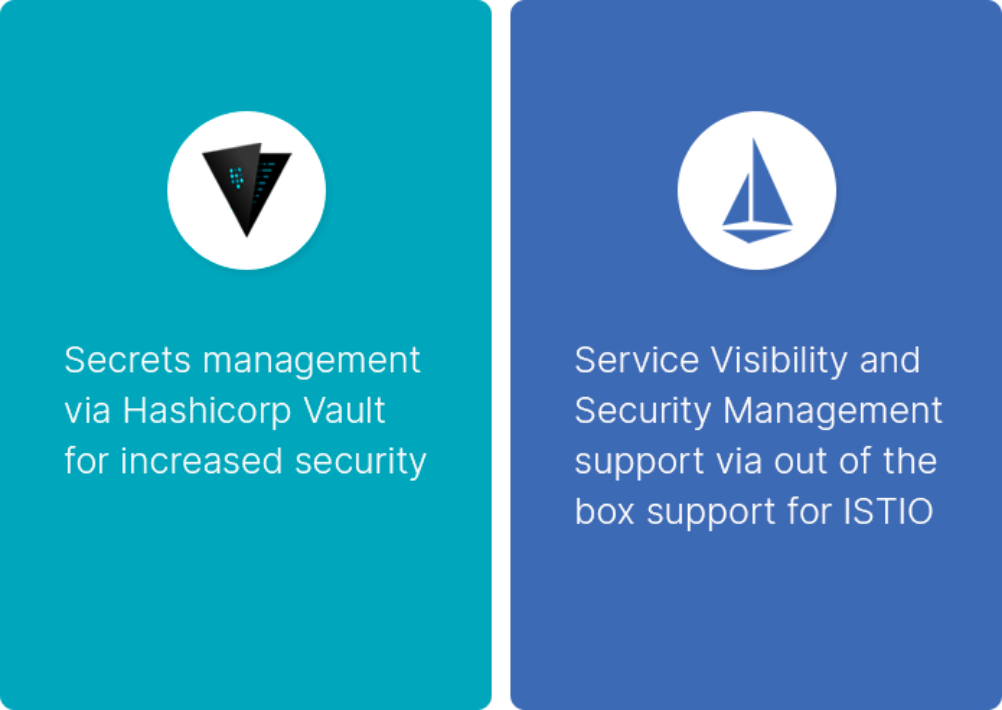 Secrets management
via Hashicorp Vault
for increased security
Service Visibility and
Security Management
support via out of the
box support for ISTIO